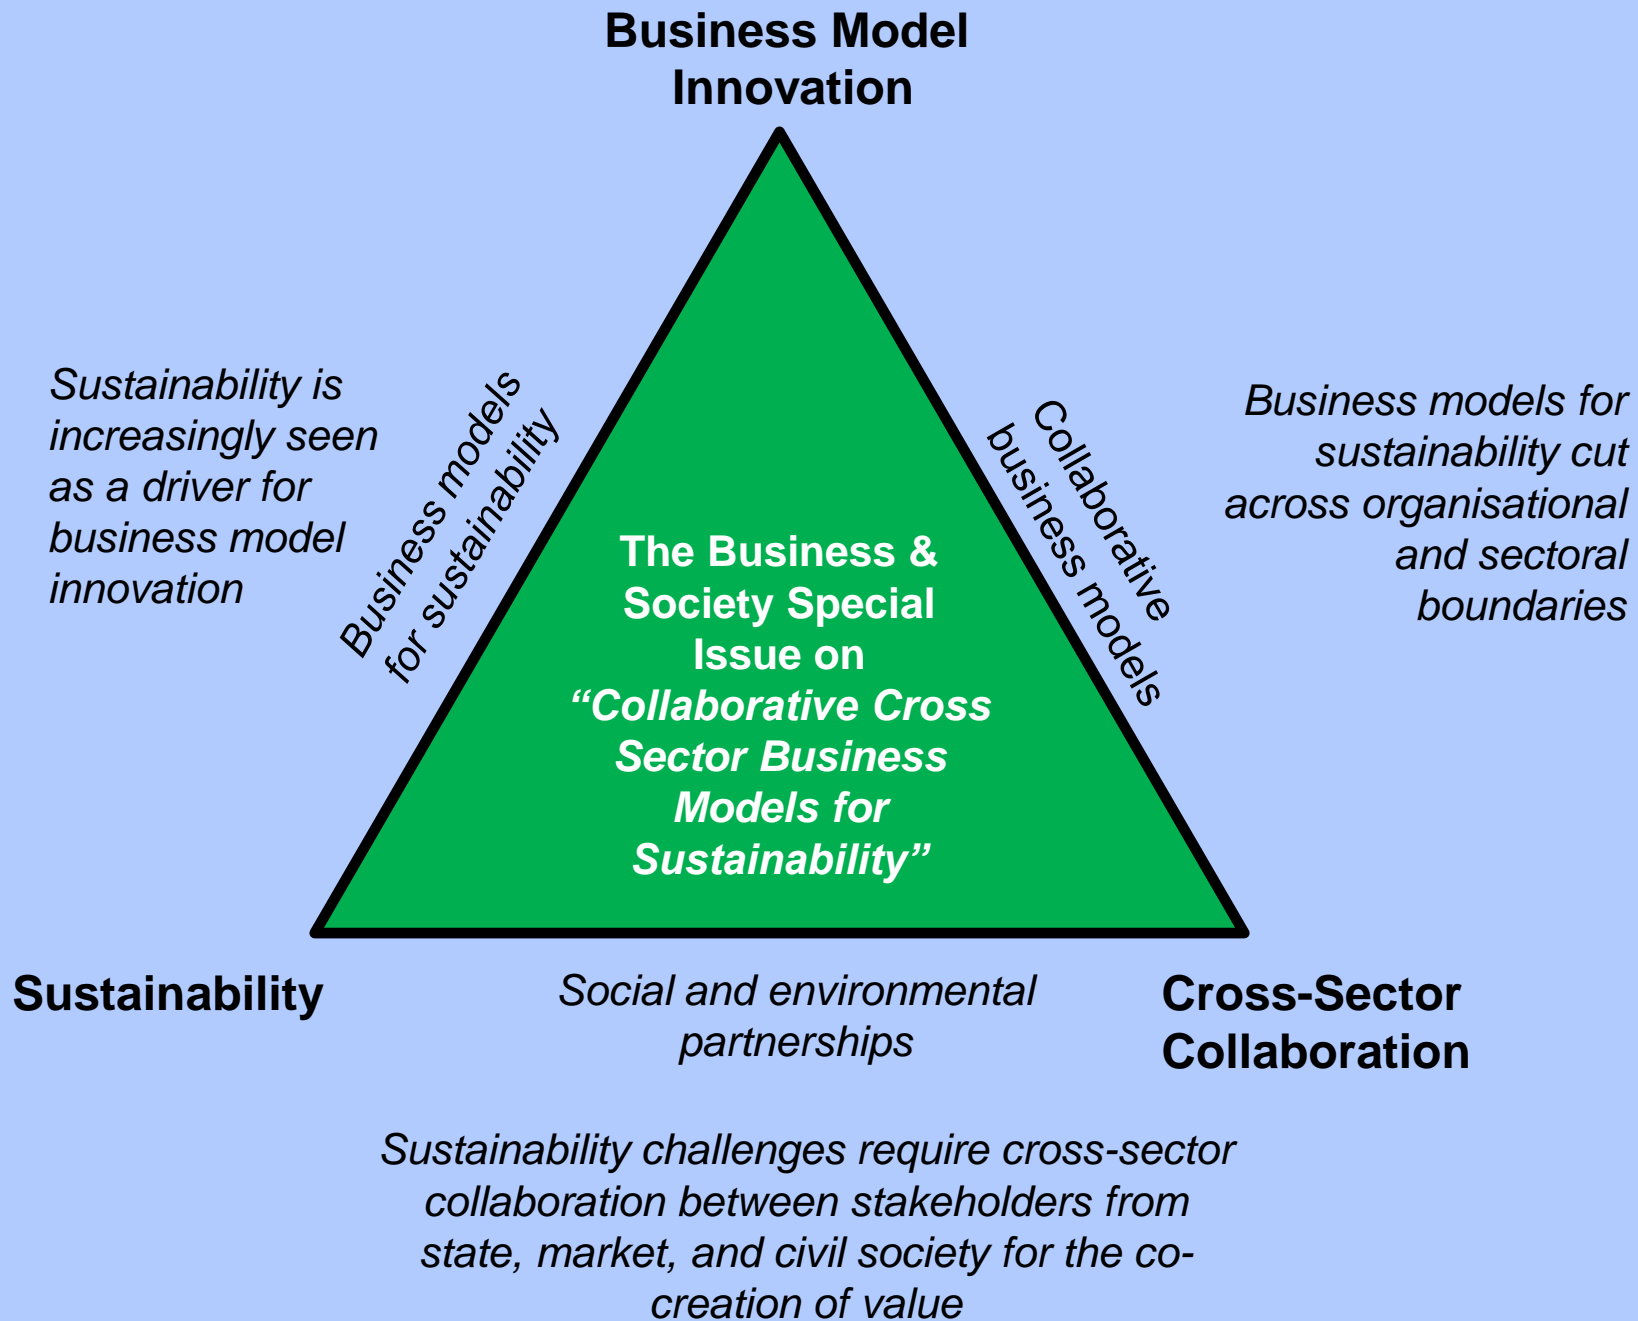 Business Model
Innovation
Sustainability is
increasingly seen
as a driver for
business model
innovation
Business models
for sustainability
Collaborative
business models
Business models for
sustainability cut
across organisational
and sectoral
boundaries
The Business &
Society Special
Issue on
“Collaborative Cross
Sector Business
Models for
Sustainability”
Sustainability
Social and environmental
partnerships
Cross-Sector
Collaboration
Sustainability challenges require cross-sector
collaboration between stakeholders from
state, market, and civil society for the co-
creation of value